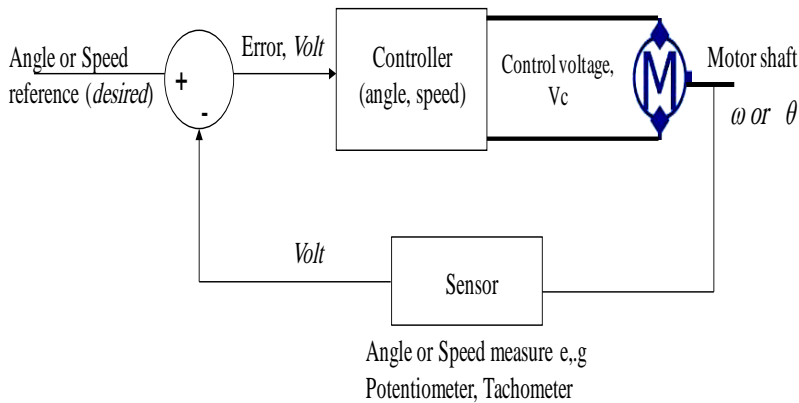 Angle or Speed
reference (desired)
+
-
Error, Volt
Controller
(angle, speed)
Control voltage,
Vc
M
Motor shaft
ω or θ
Volt
Sensor
Angle or Speed measure e,.g
Potentiometer, Tachometer